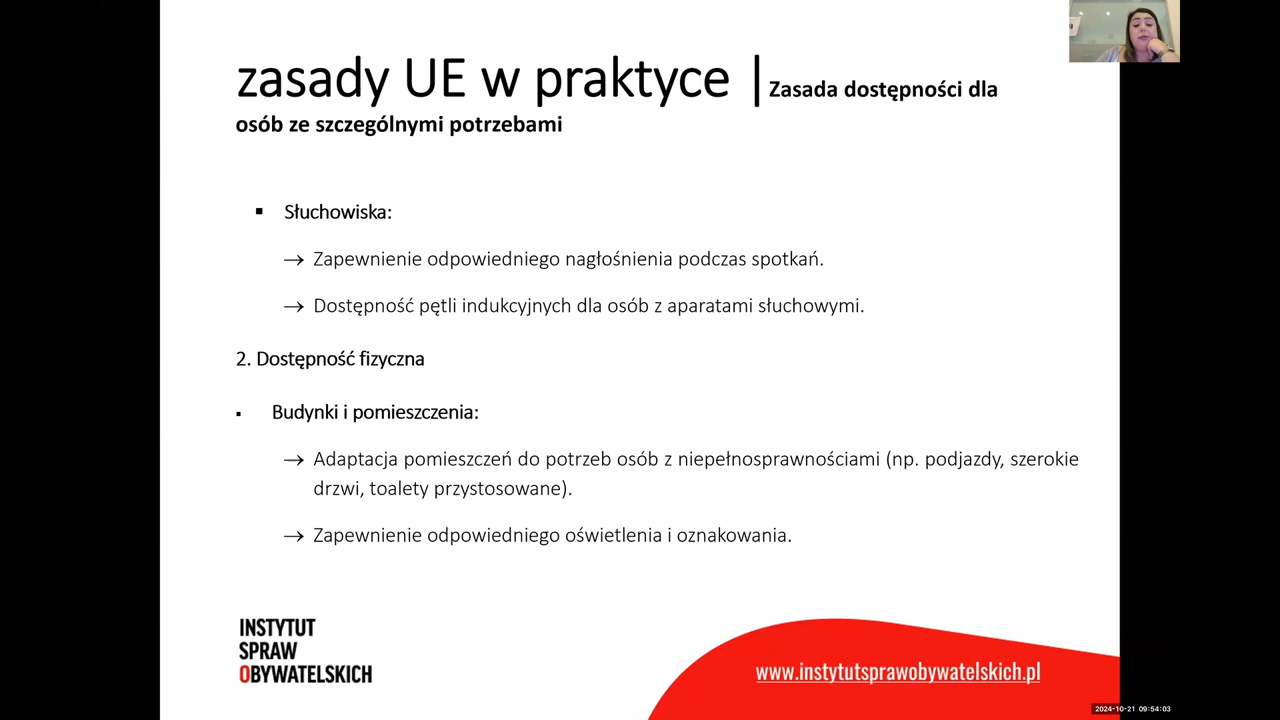 zasady UE w praktyce | Zasada dostępności dla
osób ze szczególnymi potrzebami
▪ Słuchowiska:
→ Zapewnienie odpowiedniego nagłośnienia podczas spotkań.
→ Dostępność pętli indukcyjnych dla osób z aparatami słuchowymi.
2. Dostępność fizyczna
▪ Budynki i pomieszczenia:
→ Adaptacja pomieszczeń do potrzeb osób z niepełnosprawnościami (np. podjazdy, szerokie
drzwi, toalety przystosowane).
→ Zapewnienie odpowiedniego oświetlenia i oznakowania.
INSTYTUT
SPRAW
OBYWATELSKICH
www.instytutsprawobywatelskich.pl
2024-10-21 09:54:03